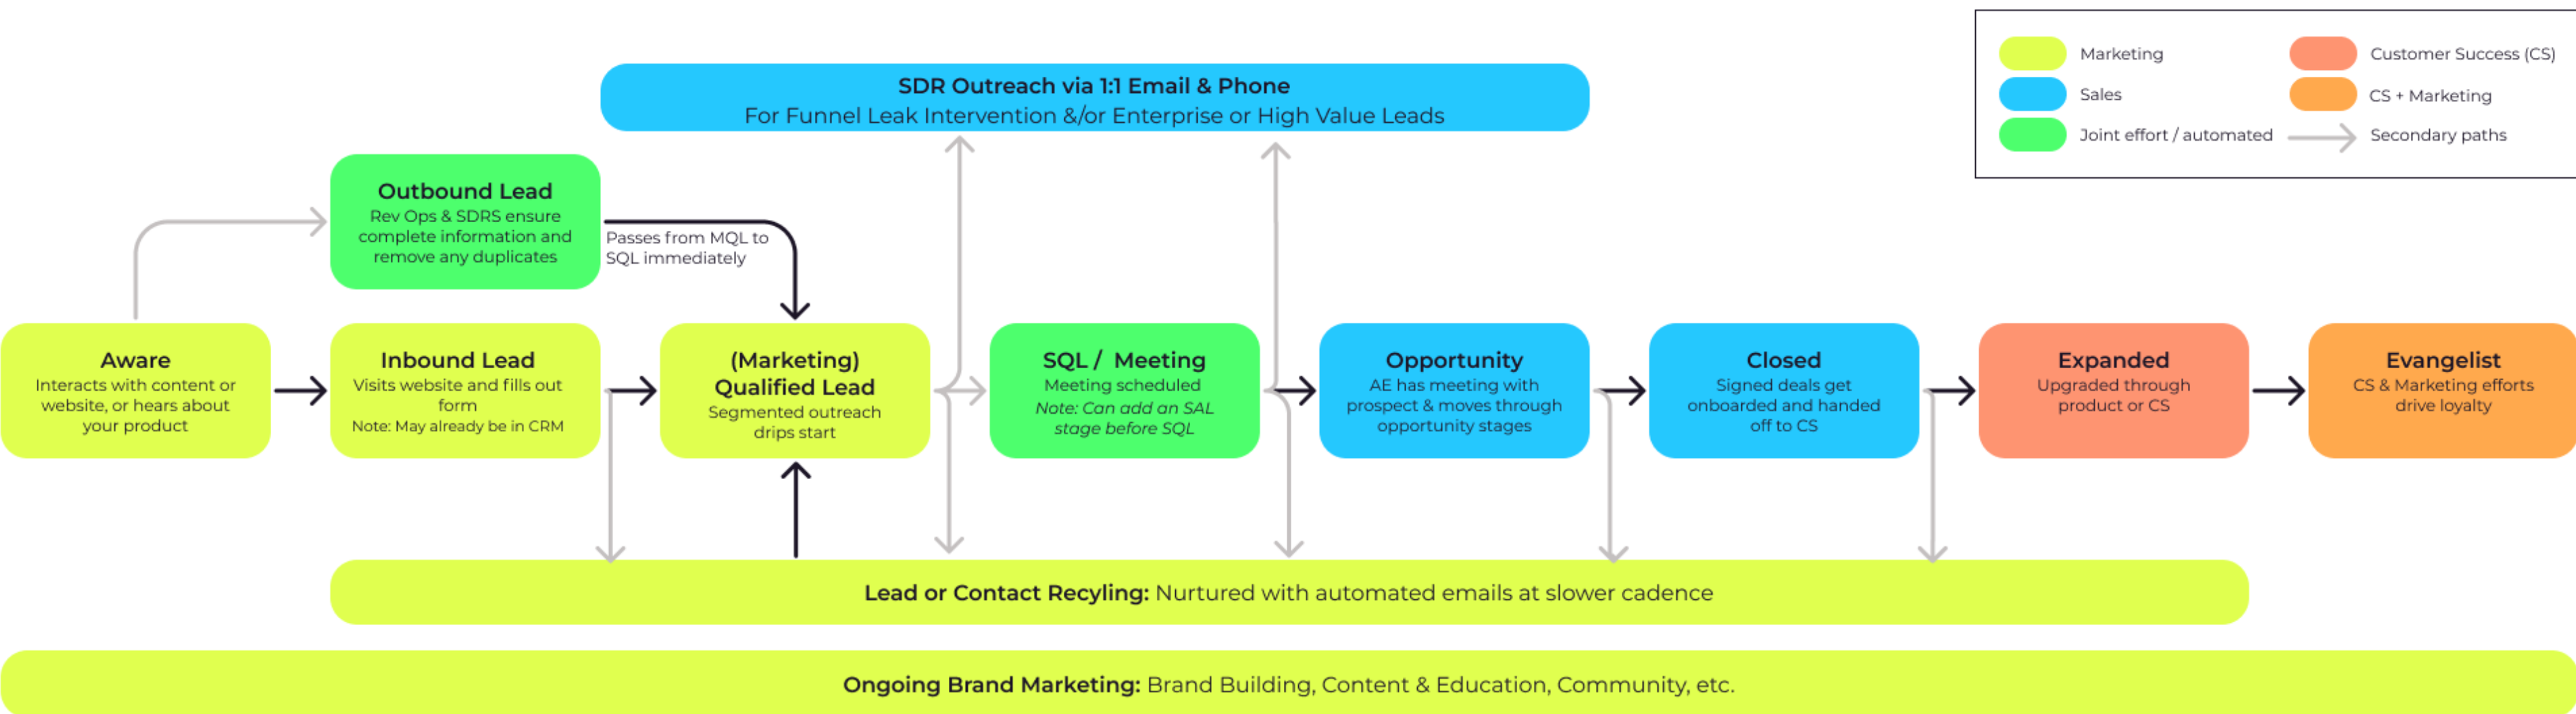 Marketing
Customer Success (CS)
Sales
CS + Marketing
Joint effort / automated
Secondary paths
SDR Outreach via 1:1 Email & Phone
For Funnel Leak Intervention &/or Enterprise or High Value Leads
Outbound Lead
Rev Ops & SDRS ensure
complete information and
remove any duplicates
Passes from MQL to
SQL immediately
Aware
Interacts with content or
website, or hears about
your product
Inbound Lead
Visits website and fills out
form
Note: May already be in CRM
(Marketing)
Qualified Lead
Segmented outreach
drips start
SQL / Meeting
Meeting scheduled
Note: Can add an SAL
stage before SQL
Opportunity
AE has meeting with
prospect & moves through
opportunity stages
Closed
Signed deals get
onboarded and handed
off to CS
Expanded
Upgraded through
product or CS
Evangelist
CS & Marketing efforts
drive loyalty
Lead or Contact Recyling: Nurtured with automated emails at slower cadence
Ongoing Brand Marketing: Brand Building, Content & Education, Community, etc.